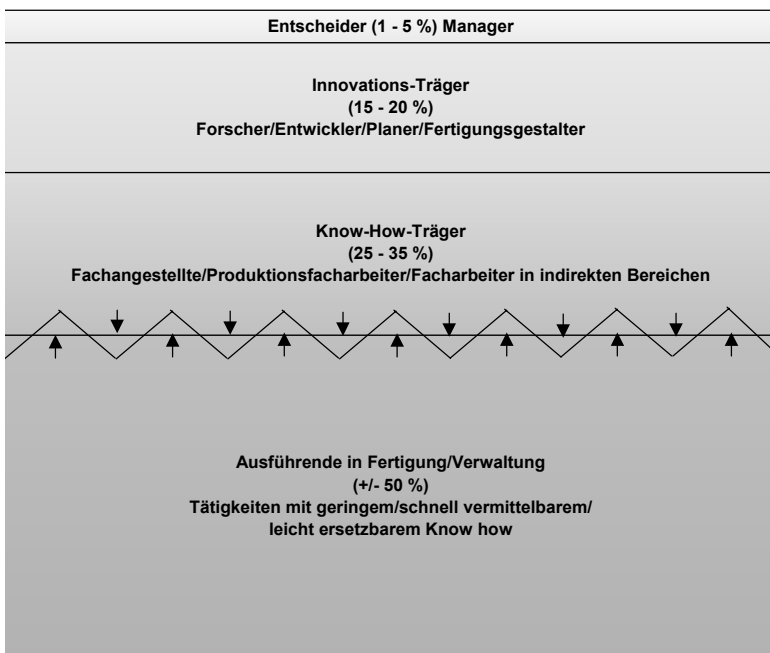 Entscheider (1 - 5 %) Manager
Innovations-Träger
(15 - 20 %)
Forscher/Entwickler/Planer/Fertigungsgestalter
Know-How-Träger
(25 - 35 %)
Fachangestellte/Produktionsfacharbeiter/Facharbeiter in indirekten Bereichen
Ausführende in Fertigung/Verwaltung
(+/- 50 %)
Tätigkeiten mit geringem/schnell vermittelbarem/
leicht ersetzbarem Know how